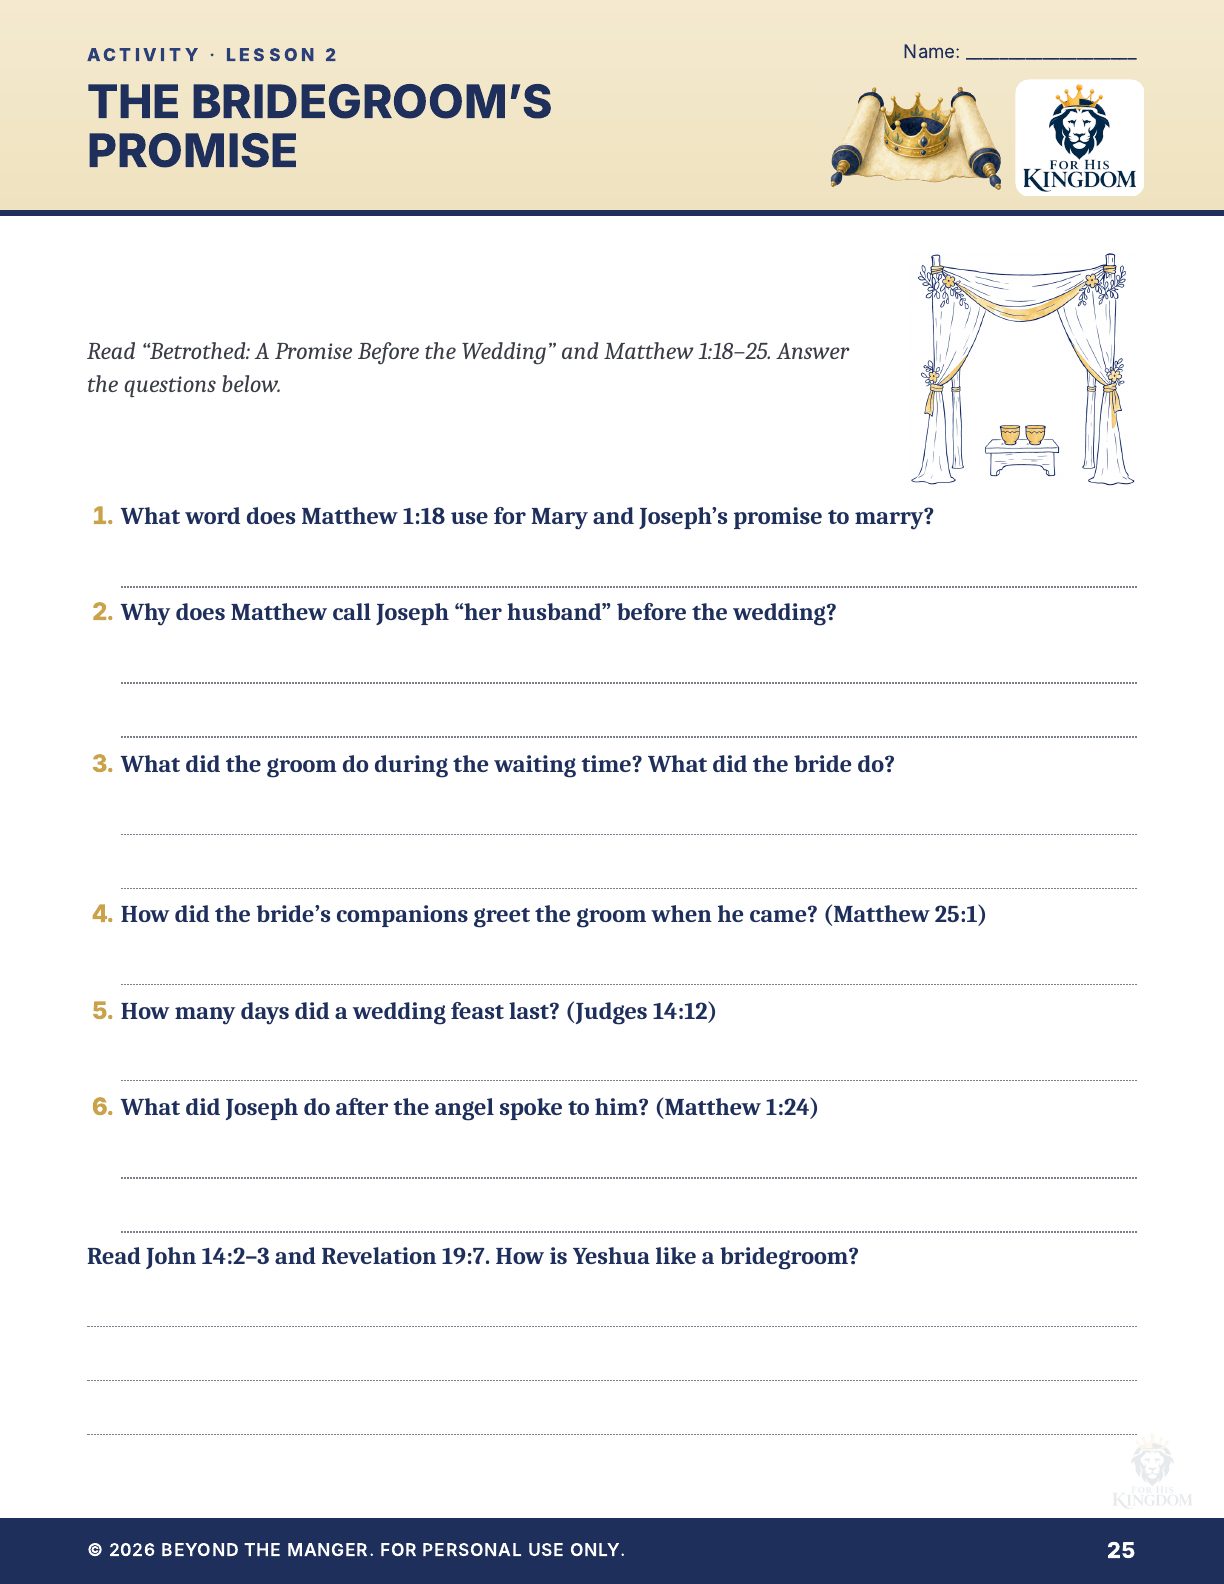 ACTIVITY · LESSON 2
Name: ___________________
THE BRIDEGROOM’S
PROMISE
FOR HIS
KINGDOM
Read “Betrothed: A Promise Before the Wedding” and Matthew 1:18–25. Answer
the questions below.
1. What word does Matthew 1:18 use for Mary and Joseph’s promise to marry?
2. Why does Matthew call Joseph “her husband” before the wedding?
3. What did the groom do during the waiting time? What did the bride do?
4. How did the bride’s companions greet the groom when he came? (Matthew 25:1)
5. How many days did a wedding feast last? (Judges 14:12)
6. What did Joseph do after the angel spoke to him? (Matthew 1:24)
Read John 14:2–3 and Revelation 19:7. How is Yeshua like a bridegroom?
FOR HIS
KINGDOM
© 2026 BEYOND THE MANGER. FOR PERSONAL USE ONLY.
25